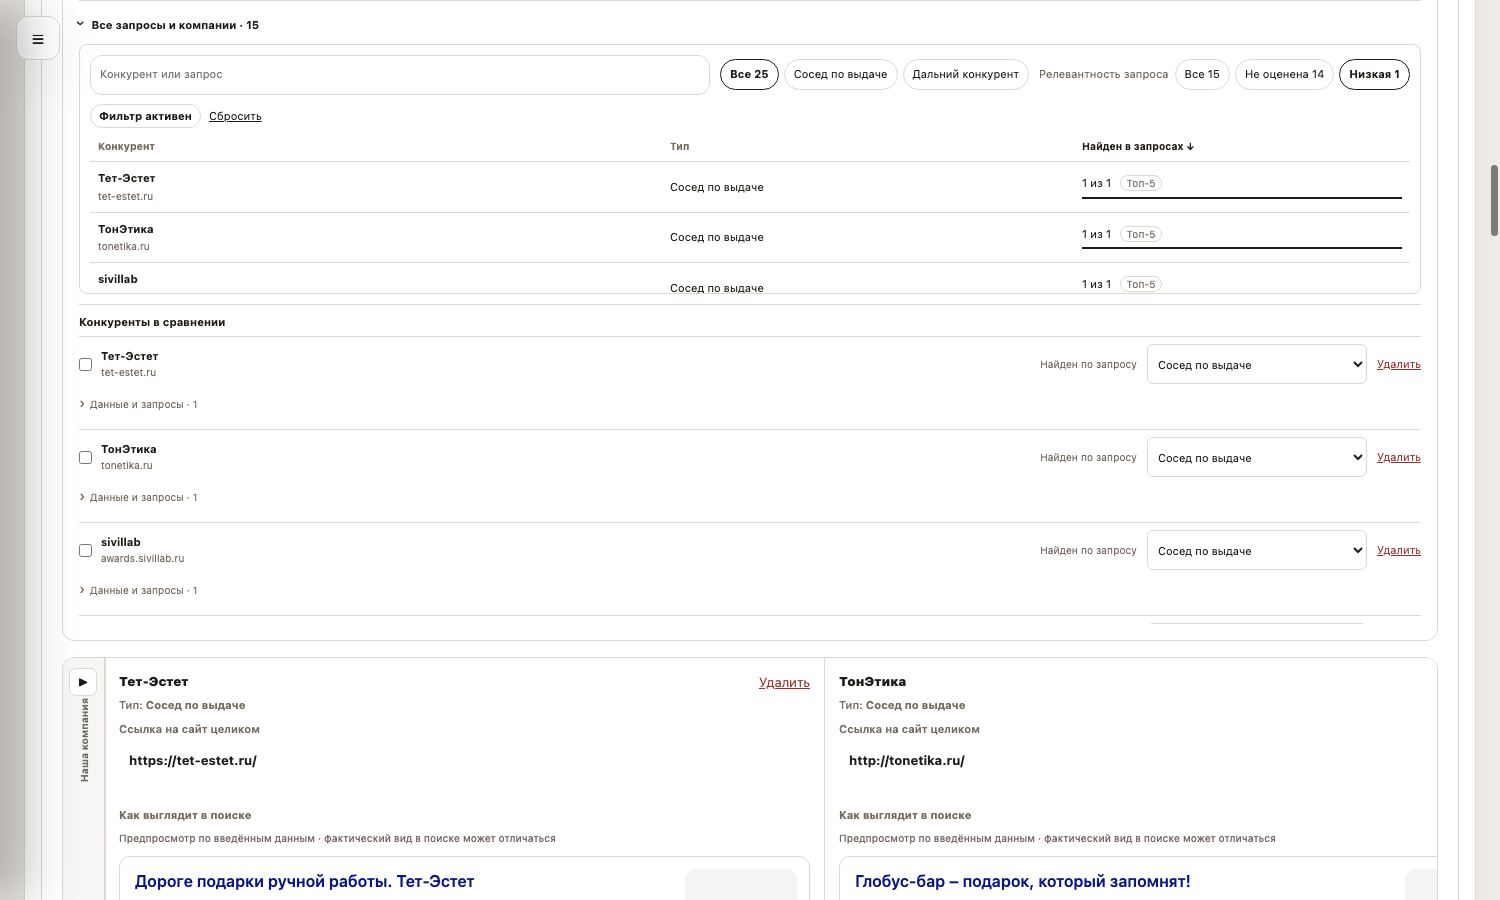 Все запросы и компании · 15
Конкурент или запрос
Все 25
Сосед по выдаче
Дальний конкурент
Релевантность запроса
Все 15
Не оценена 14
Низкая 1
Фильтр активен
Сбросить
Конкурент
Тип
Найден в запросах ↓
Тет-Эстет
tet-estet.ru
Сосед по выдаче
1 из 1
Топ-5
ТонЭтика
tonetika.ru
Сосед по выдаче
1 из 1
Топ-5
sivillab
Сосед по выдаче
1 из 1
Топ-5
Конкуренты в сравнении
Тет-Эстет
tet-estet.ru
Найден по запросу
Сосед по выдаче
Удалить
Данные и запросы · 1
ТонЭтика
tonetika.ru
Найден по запросу
Сосед по выдаче
Удалить
Данные и запросы · 1
sivillab
awards.sivillab.ru
Найден по запросу
Сосед по выдаче
Удалить
Данные и запросы · 1
Наша компания
Тет-Эстет
Удалить
Тип: Сосед по выдаче
Ссылка на сайт целиком
https://tet-estet.ru/
Как выглядит в поиске
Предпросмотр по введённым данным · фактический вид в поиске может отличаться
Дороге подарки ручной работы. Тет-Эстет
ТонЭтика
Тип: Сосед по выдаче
Ссылка на сайт целиком
http://tonetika.ru/
Как выглядит в поиске
Предпросмотр по введённым данным · фактический вид в поиске может отличаться
Глобус-бар – подарок, который запомнят!